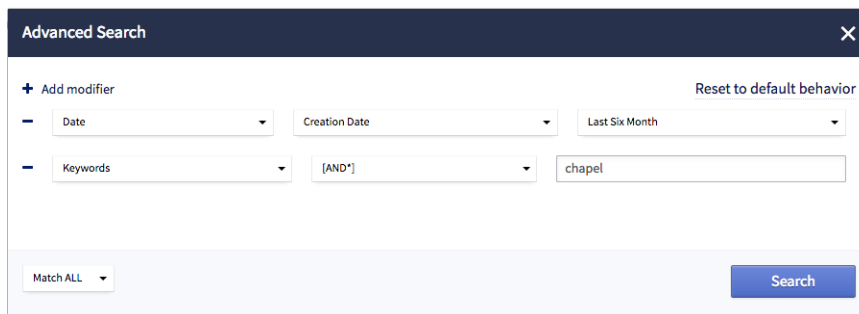 Advanced Search
+ Add modifier Reset to default behavior
Date Creation Date Last Six Month
Keywords [AND*] chapel
Match ALL Search